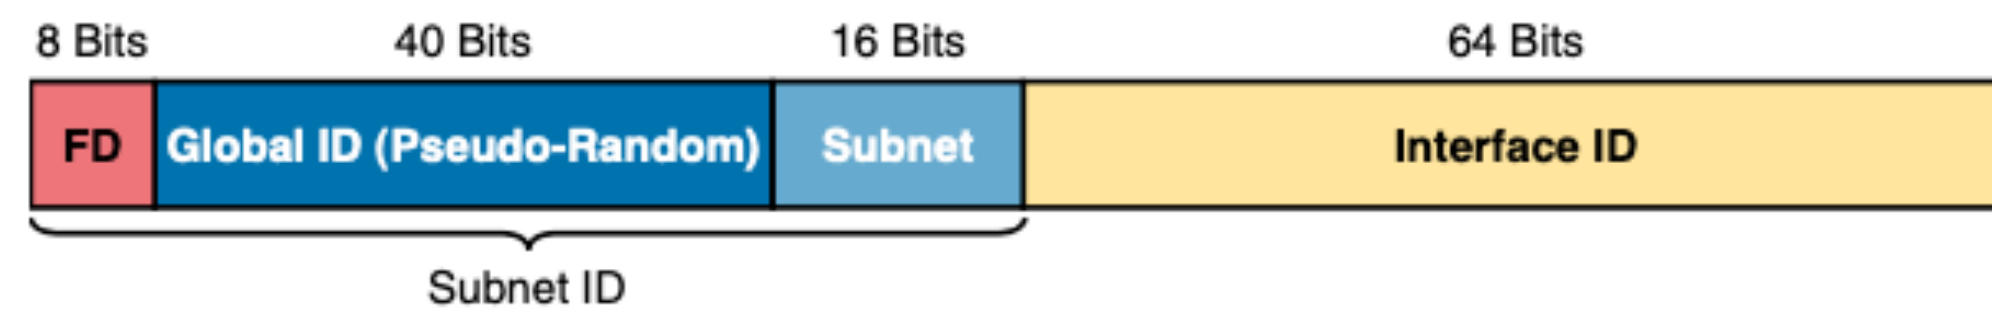 8 Bits 40 Bits 16 Bits 64 Bits
FD Global ID (Pseudo-Random) Subnet Interface ID
Subnet ID